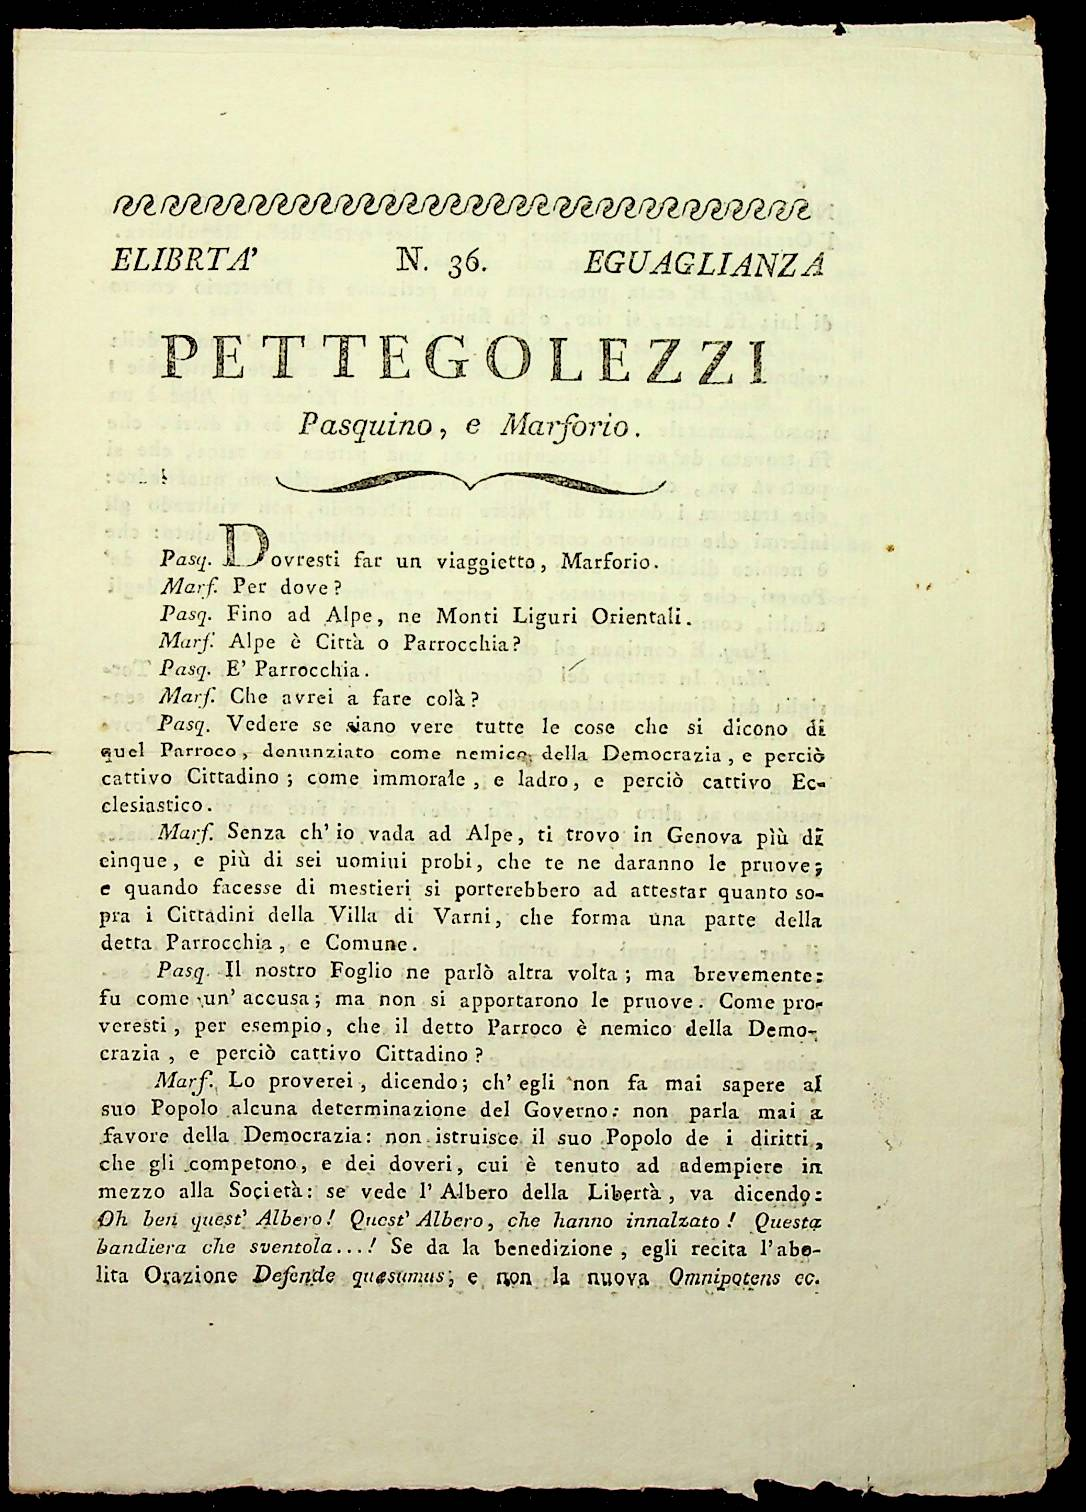 ELIBRTA' N. 36. EGUAGLIANZA
PETTEGOLEZZI
Pasquino, e Marforio.
Pasq. Dovresti far un viaggietto, Marforio.
Marf. Per dove?
Pasq. Fino ad Alpe, ne Monti Liguri Orientali.
Marf. Alpe è Città o Parrocchia?
Pasq. E' Parrocchia.
Marf. Che avrei a fare colà?
Pasq. Vedere se siano vere tutte le cose che si dicono di
quel Parroco, denunziato come nemico della Democrazia, e perciò
cattivo Cittadino; come immorale, e ladro, e perciò cattivo Ec-
clesiastico.
Marf. Senza ch' io vada ad Alpe, ti trovo in Genova più di
cinque, e più di sei uomini probi, che te ne daranno le pruove;
e quando facesse di mestieri si porterebbero ad attestar quanto so-
pra i Cittadini della Villa di Varni, che forma una parte della
detta Parrocchia, e Comune.
Pasq. Il nostro Foglio ne parlò altra volta; ma brevemente:
fu come un' accusa; ma non si apportarono le pruove. Come pro-
veresti, per esempio, che il detto Parroco è nemico della Demo-
crazia, e perciò cattivo Cittadino?
Marf. Lo proverei, dicendo; ch' egli non fa mai sapere al
suo Popolo alcuna determinazione del Governo: non parla mai a
favore della Democrazia: non istruisce il suo Popolo de i diritti,
che gli competono, e dei doveri, cui è tenuto ad adempiere in
mezzo alla Società: se vede l' Albero della Libertà, va dicendo:
Oh ben quest' Albero! Quest' Albero, che hanno innalzato! Questa
bandiera che sventola...! Se da la benedizione, egli recita l'abo-
lita Orazione Defende quæsumus, e non la nuova Omnipotens ec.